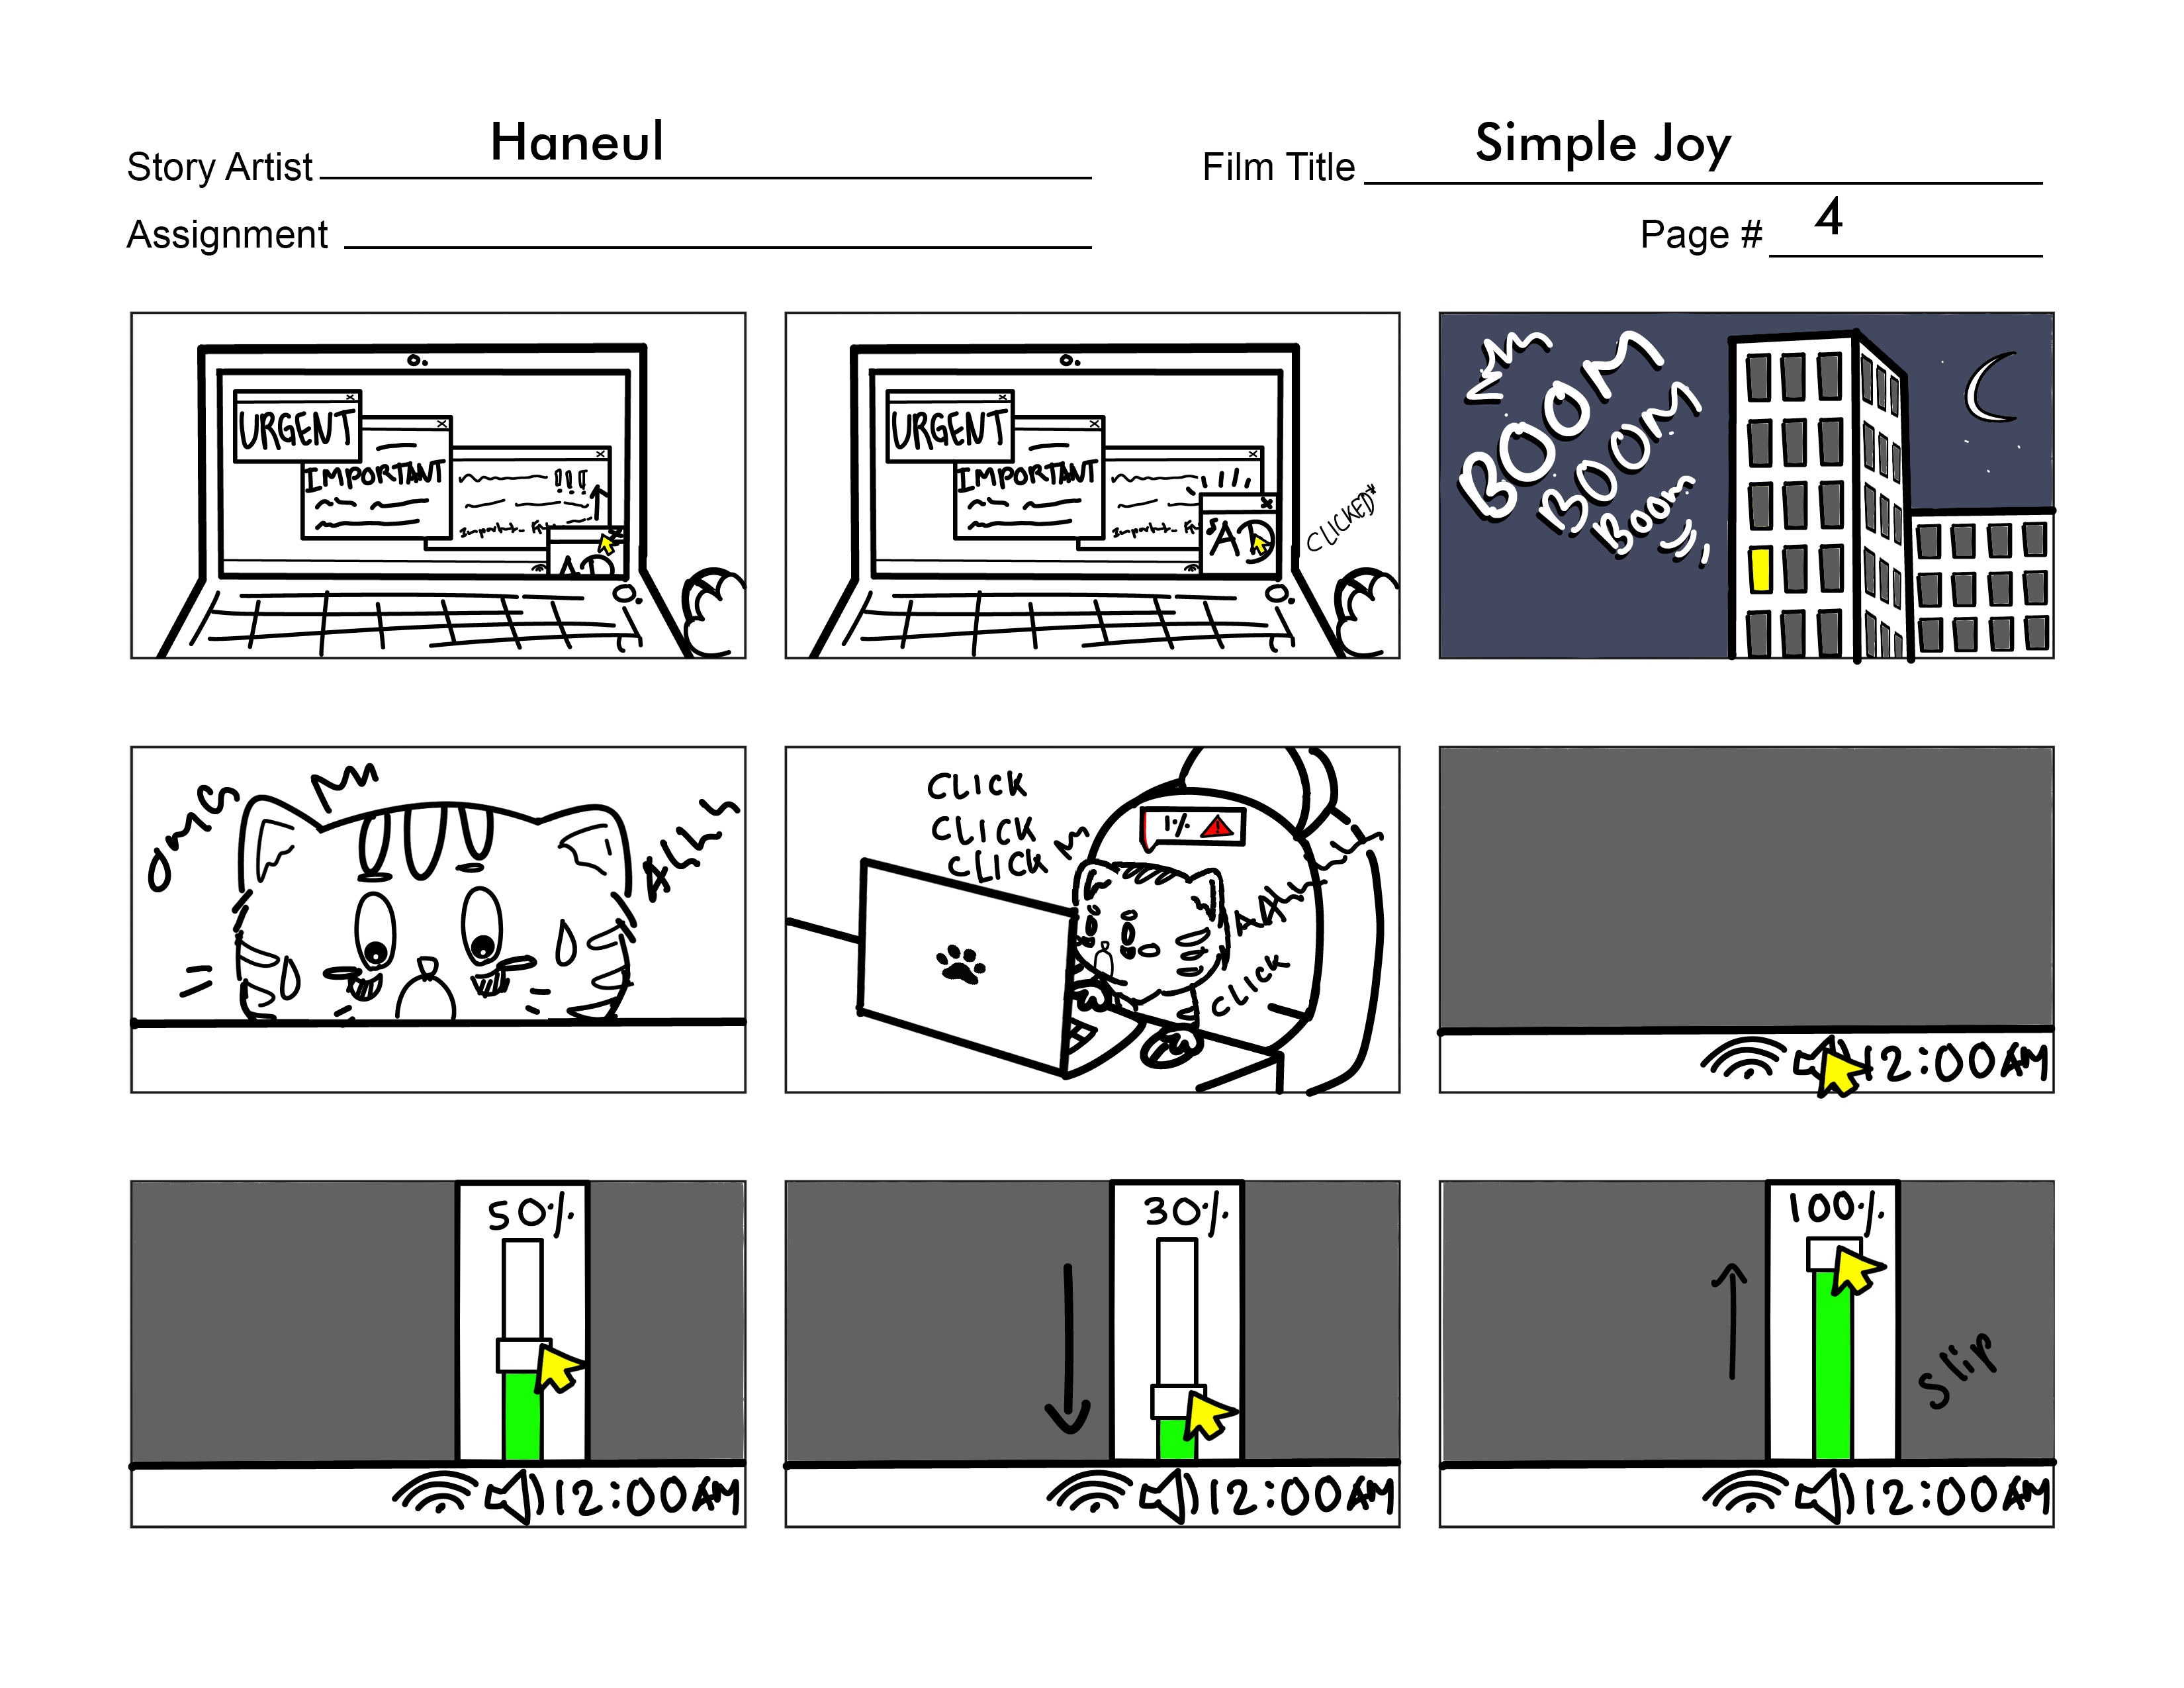 Story Artist Haneul
Film Title Simple Joy
Assignment
Page # 4
URGENT
IMPORTANT
!!!
AD
URGENT
IMPORTANT
AD
CLICKED*
BOOM
BOOM
BOOM
CLICK
CLICK
CLICK
1%
CLICK
12:00AM
50%
12:00AM
30%
12:00AM
100%
Slip
12:00AM